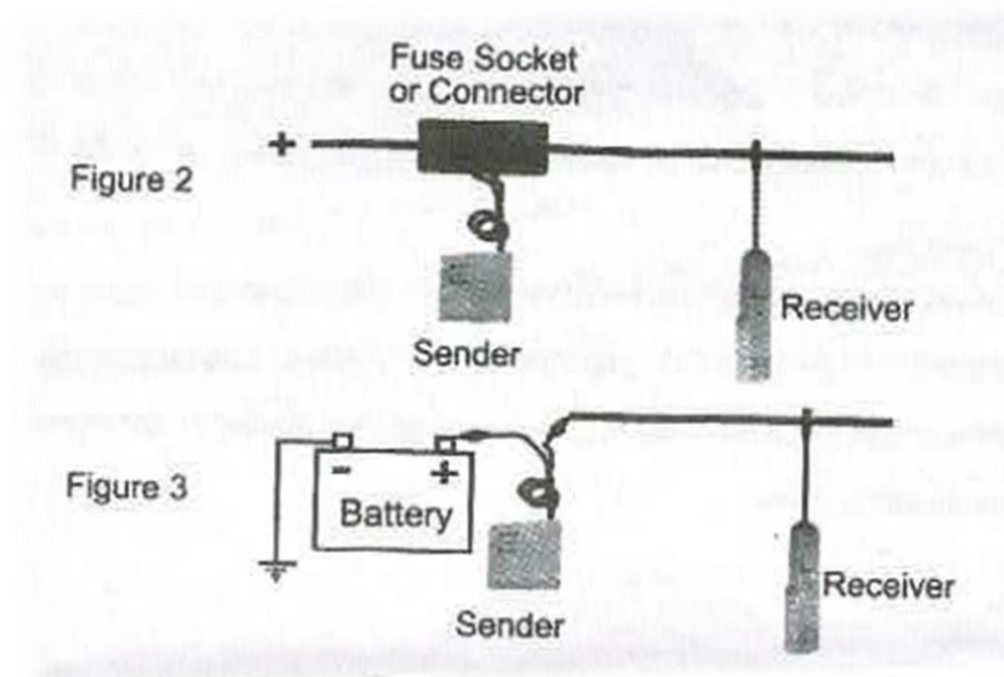 Fuse Socket
or Connector
+
Figure 2
Receiver
Sender
Figure 3
- +
Battery
Receiver
Sender